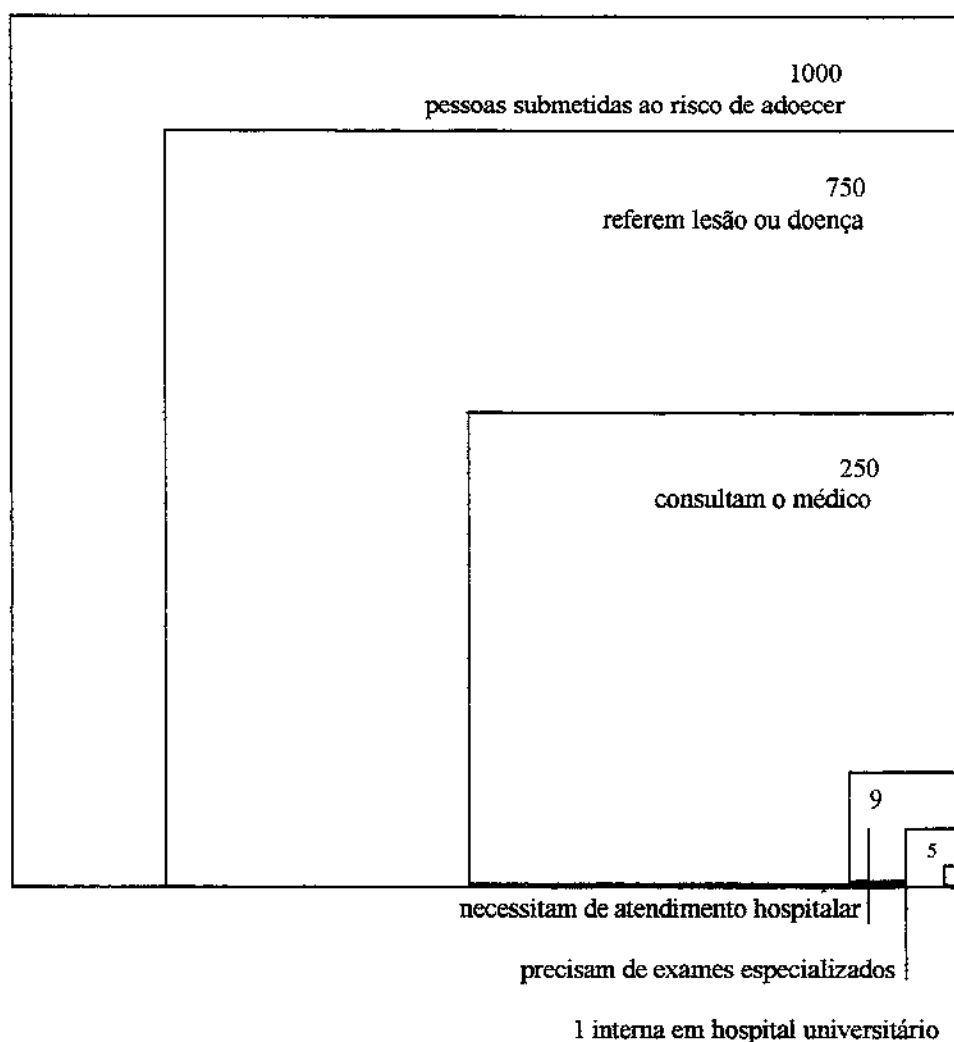 1000
pessoas submetidas ao risco de adoecer
750
referem lesão ou doença
250
consultam o médico
9
5
necessitam de atendimento hospitalar
precisam de exames especializados
1 interna em hospital universitário